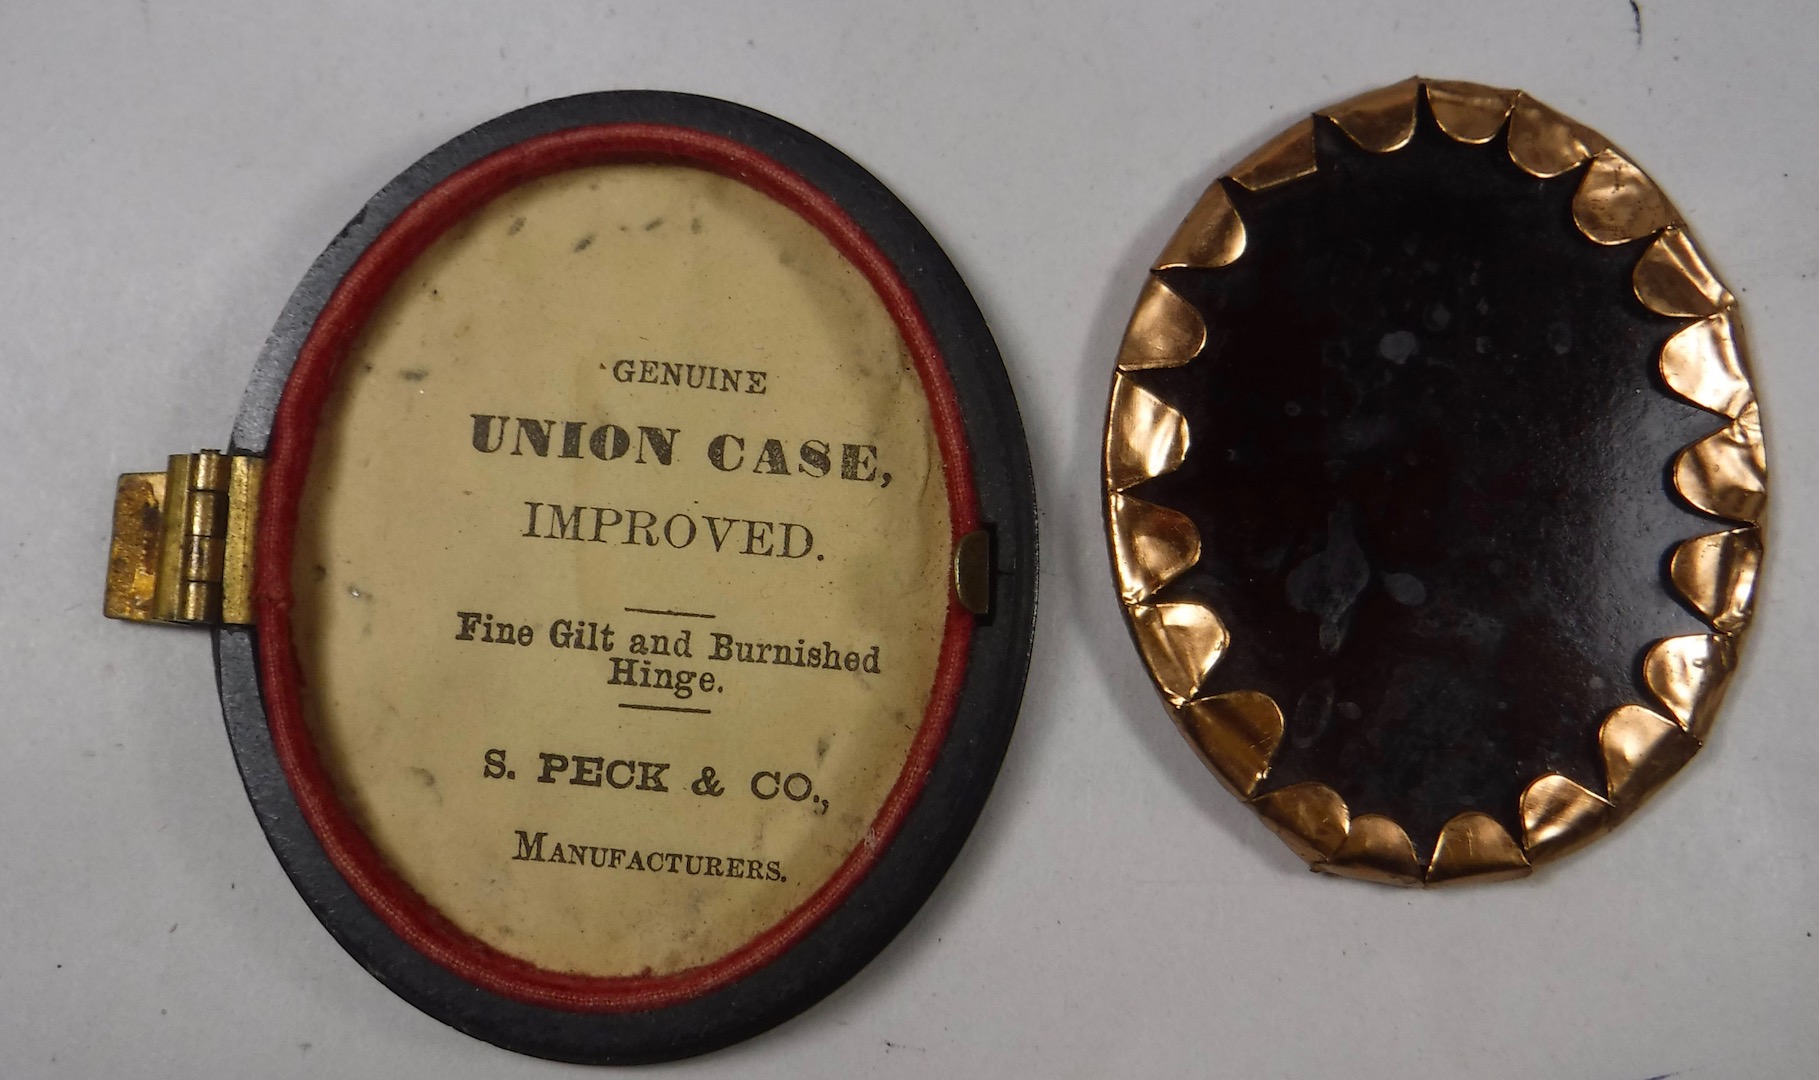 GENUINE
UNION CASE,
IMPROVED.
Fine Gilt and Burnished
Hinge.
S. PECK & CO.,
MANUFACTURERS.